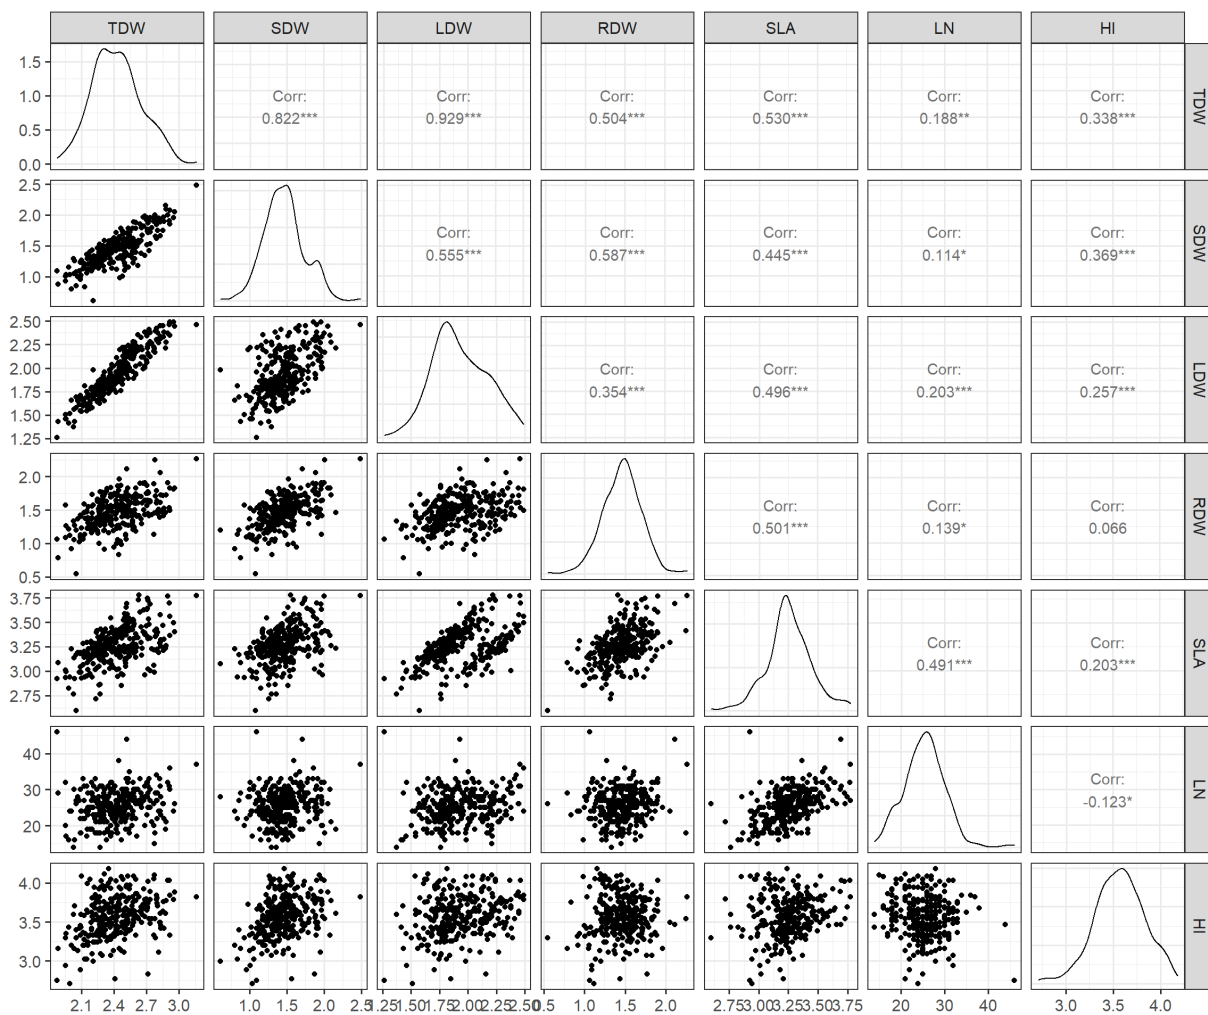 TDW SDW LDW RDW SLA LN HI
1.5
1.0
0.5
0.0
Corr:
0.822***
Corr:
0.929***
Corr:
0.504***
Corr:
0.530***
Corr:
0.188**
Corr:
0.338***
TDW
2.5
2.0
1.5
1.0
Corr:
0.555***
Corr:
0.587***
Corr:
0.445***
Corr:
0.114*
Corr:
0.369***
SDW
2.50
2.25
2.00
1.75
1.50
1.25
Corr:
0.354***
Corr:
0.496***
Corr:
0.203***
Corr:
0.257***
LDW
2.0
1.5
1.0
0.5
Corr:
0.501***
Corr:
0.139*
Corr:
0.066
RDW
3.75
3.50
3.25
3.00
2.75
Corr:
0.491***
Corr:
0.203***
SLA
40
30
20
Corr:
-0.123*
LN
4.0
3.5
3.0
HI
2.1 2.4 2.7 3.0 1.0 1.5 2.0 2.5 1.25 1.50 1.75 2.00 2.25 2.50 0.5 1.0 1.5 2.0 2.75 3.00 3.25 3.50 3.75 20 30 40 3.0 3.5 4.0